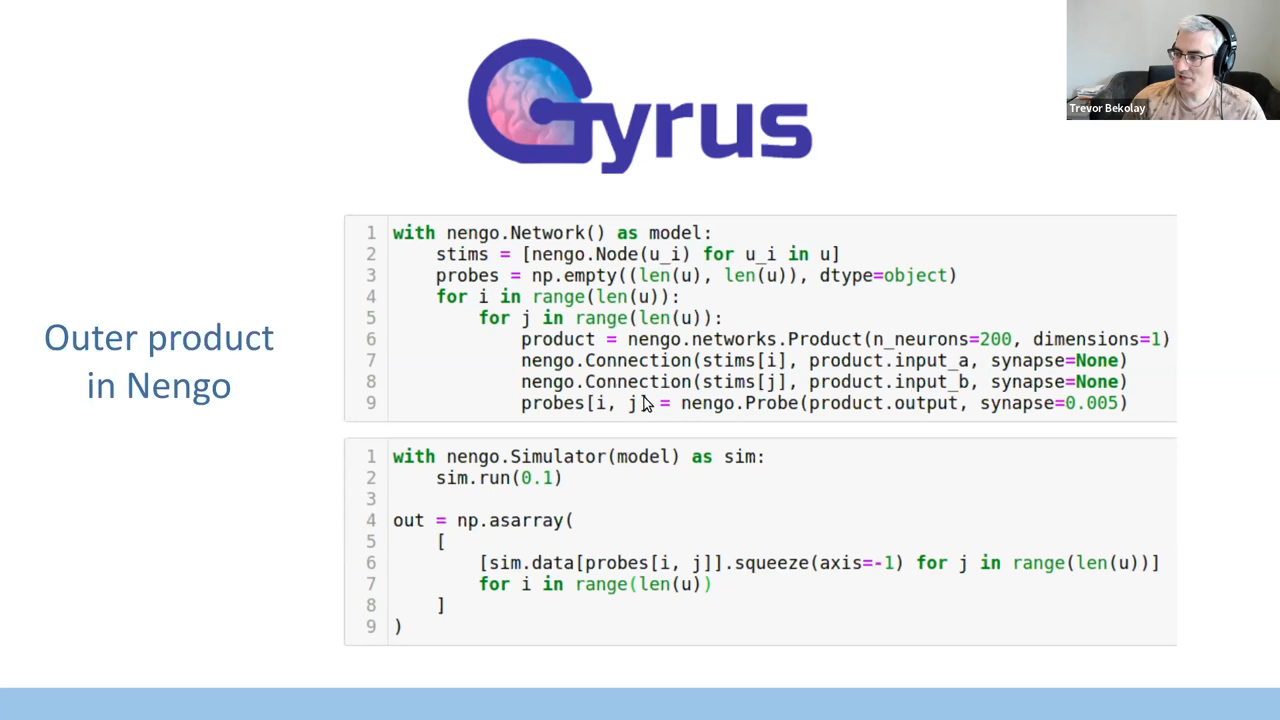 Gyrus
Trevor Bekolay
Outer product
in Nengo
1 with nengo.Network() as model:
2     stims = [nengo.Node(u_i) for u_i in u]
3     probes = np.empty((len(u), len(u)), dtype=object)
4     for i in range(len(u)):
5         for j in range(len(u)):
6             product = nengo.networks.Product(n_neurons=200, dimensions=1)
7             nengo.Connection(stims[i], product.input_a, synapse=None)
8             nengo.Connection(stims[j], product.input_b, synapse=None)
9             probes[i, j] = nengo.Probe(product.output, synapse=0.005)
1 with nengo.Simulator(model) as sim:
2     sim.run(0.1)
3
4 out = np.asarray(
5     [
6         [sim.data[probes[i, j]].squeeze(axis=-1) for j in range(len(u))]
7         for i in range(len(u))
8     ]
9 )